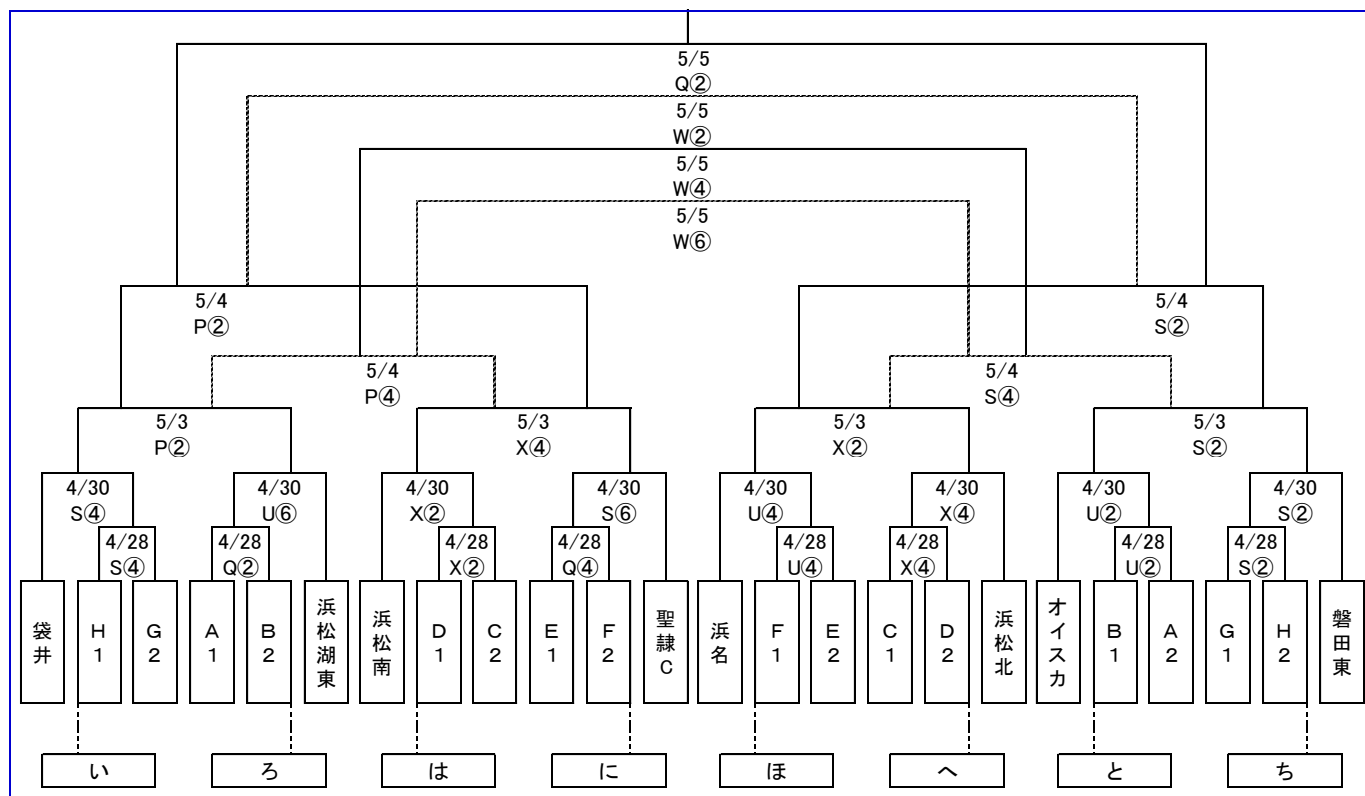 5/5
Q②
5/5
W②
5/5
W④
5/5
W⑥
5/4
P②
5/4
S②
5/4
P④
5/4
S④
5/3
P②
5/3
X④
5/3
X②
5/3
S②
4/30
S④
4/30
U⑥
4/30
X②
4/30
S⑥
4/30
U④
4/30
X④
4/30
U②
4/30
S②
4/28
S④
4/28
Q②
4/28
X②
4/28
Q④
4/28
U④
4/28
X④
4/28
U②
4/28
S②
袋井
H1
G2
A1
B2
浜松湖東
浜松南
D1
C2
E1
F2
聖隷C
浜名
F1
E2
C1
D2
浜松北
オイスカ
B1
A2
G1
H2
磐田東
い
ろ
は
に
ほ
へ
と
ち